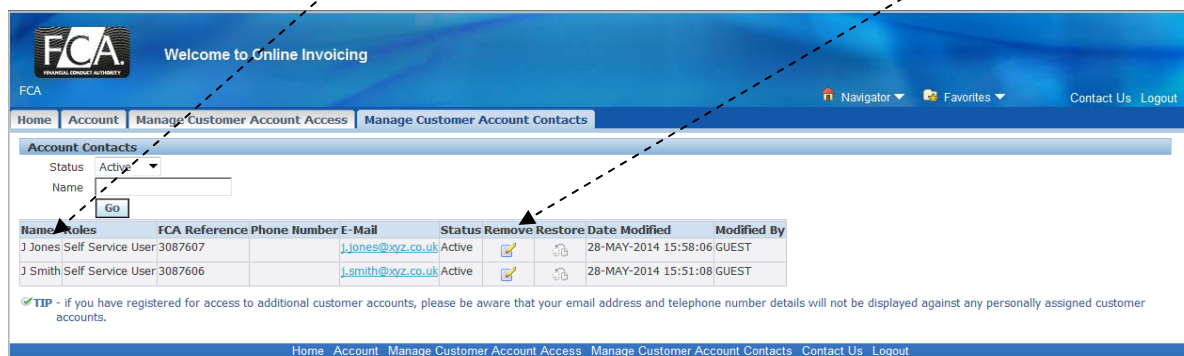 FCA.
FINANCIAL CONDUCT AUTHORITY
Welcome to Online Invoicing
FCA
Navigator Favorites Contact Us Logout
Home Account Manage Customer Account Access Manage Customer Account Contacts
Account Contacts
Status Active
Name
Go
Name Roles FCA Reference Phone Number E-Mail Status Remove Restore Date Modified Modified By
J Jones Self Service User 3087607 j.jones@xyz.co.uk Active 28-MAY-2014 15:58:06 GUEST
J Smith Self Service User 3087606 j.smith@xyz.co.uk Active 28-MAY-2014 15:51:08 GUEST
TIP - if you have registered for access to additional customer accounts, please be aware that your email address and telephone number details will not be displayed against any personally assigned customer
accounts.
Home Account Manage Customer Account Access Manage Customer Account Contacts Contact Us Logout